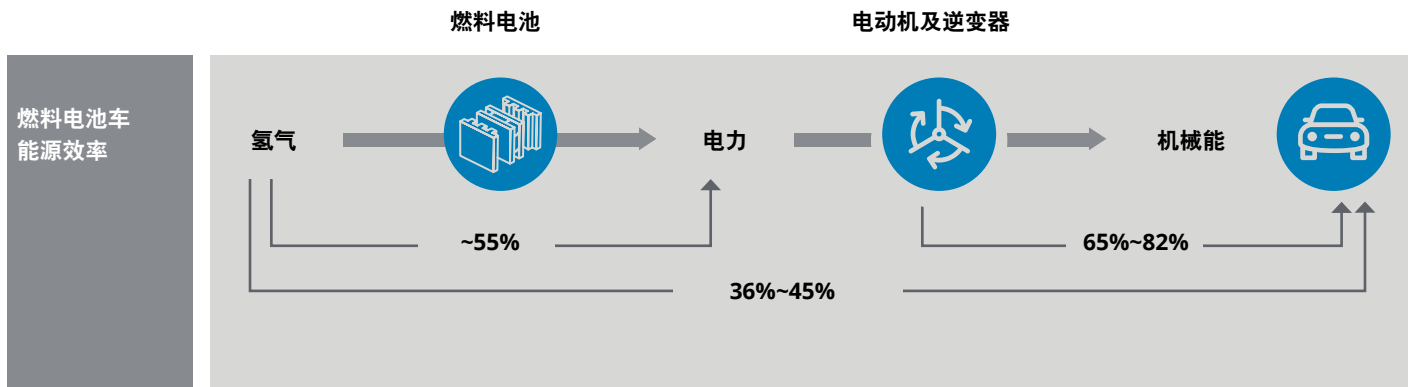 燃料电池
电动机及逆变器
燃料电池车
能源效率
氢气
电力
机械能
~55%
65%~82%
36%~45%